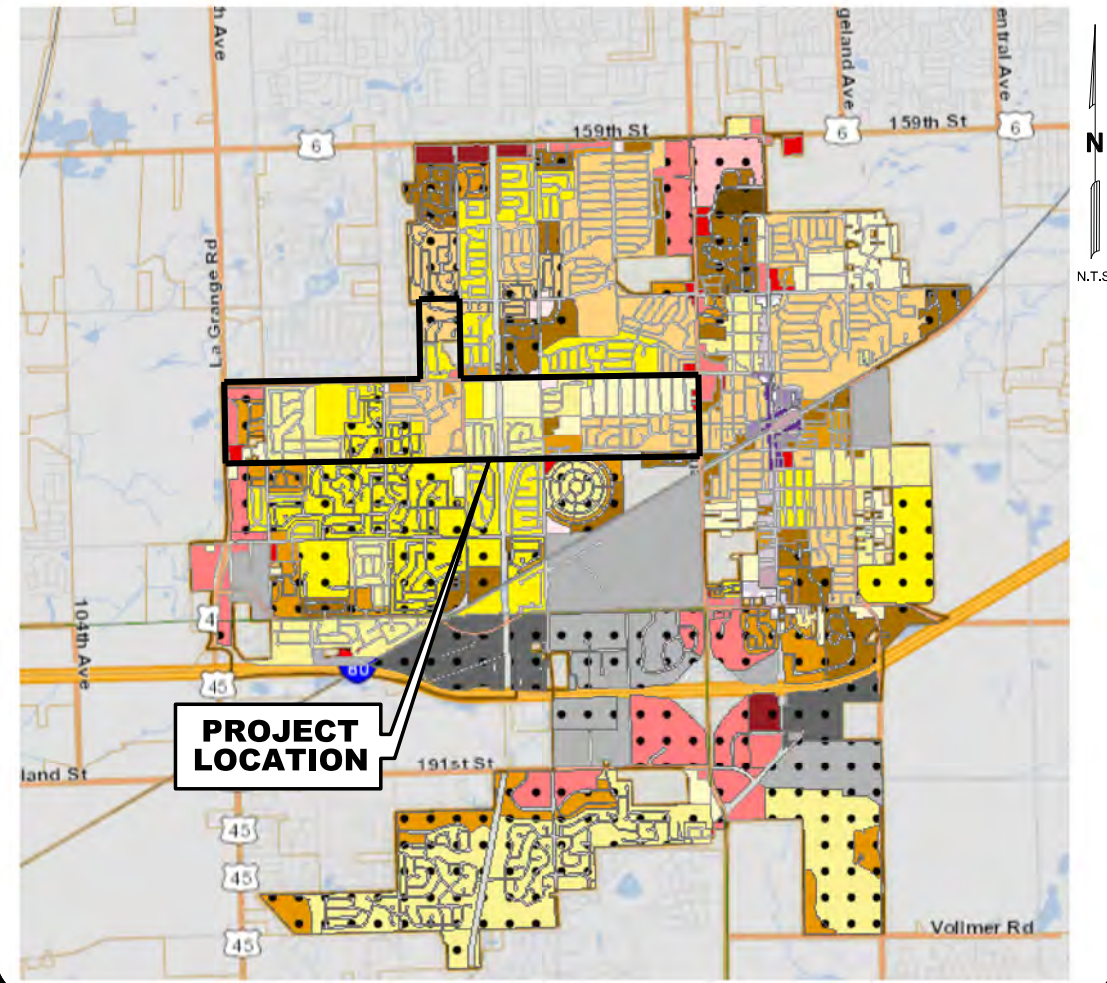 th Ave
geland Ave
entral Ave
6
159th St
6
159th St
6
N
N.T.S
La Grange Rd
104th Ave
4
80
45
PROJECT
LOCATION
land St
191st St
45
45
45
Vollmer Rd